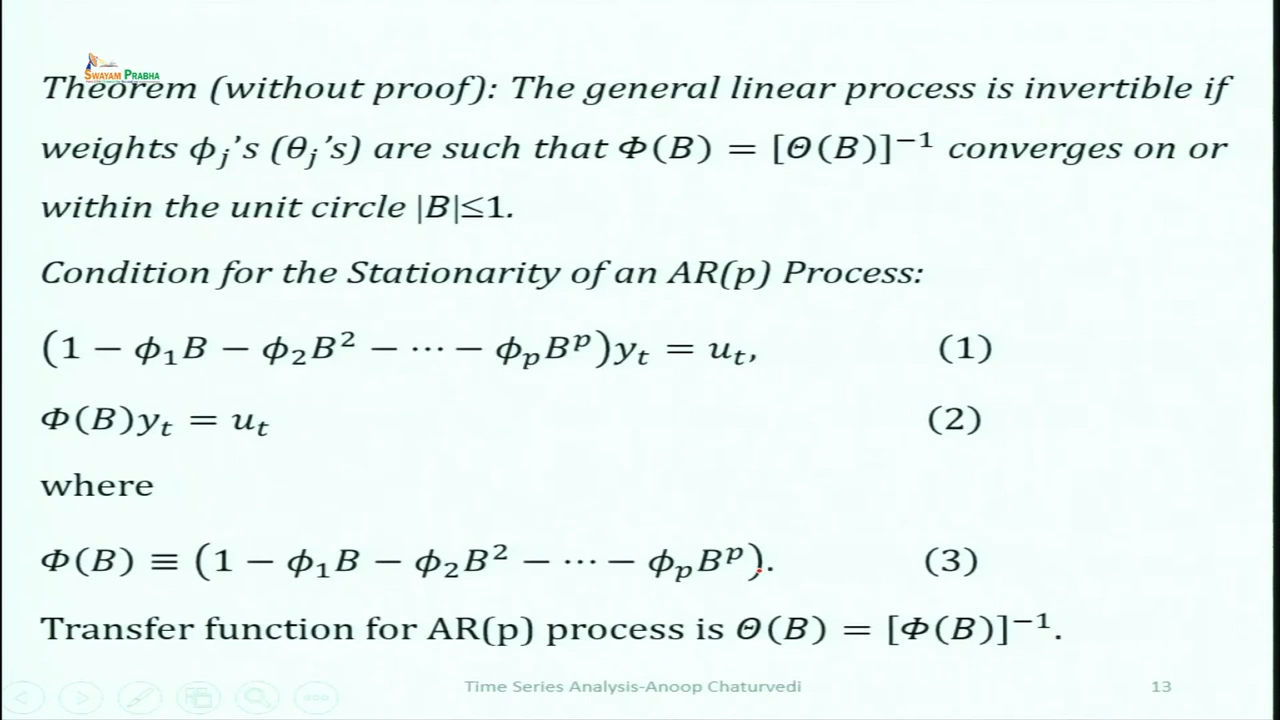 SWAYAM PRABHA
Theorem (without proof): The general linear process is invertible if
weights ϕⱼ's (θⱼ's) are such that Φ(B) = [Θ(B)]⁻¹ converges on or
within the unit circle |B|≤1.
Condition for the Stationarity of an AR(p) Process:
(1 − ϕ₁B − ϕ₂B² − ⋯ − ϕₚBᵖ)yₜ = uₜ, (1)
Φ(B)yₜ = uₜ (2)
where
Φ(B) ≡ (1 − ϕ₁B − ϕ₂B² − ⋯ − ϕₚBᵖ). (3)
Transfer function for AR(p) process is Θ(B) = [Φ(B)]⁻¹.
Time Series Analysis-Anoop Chaturvedi 13